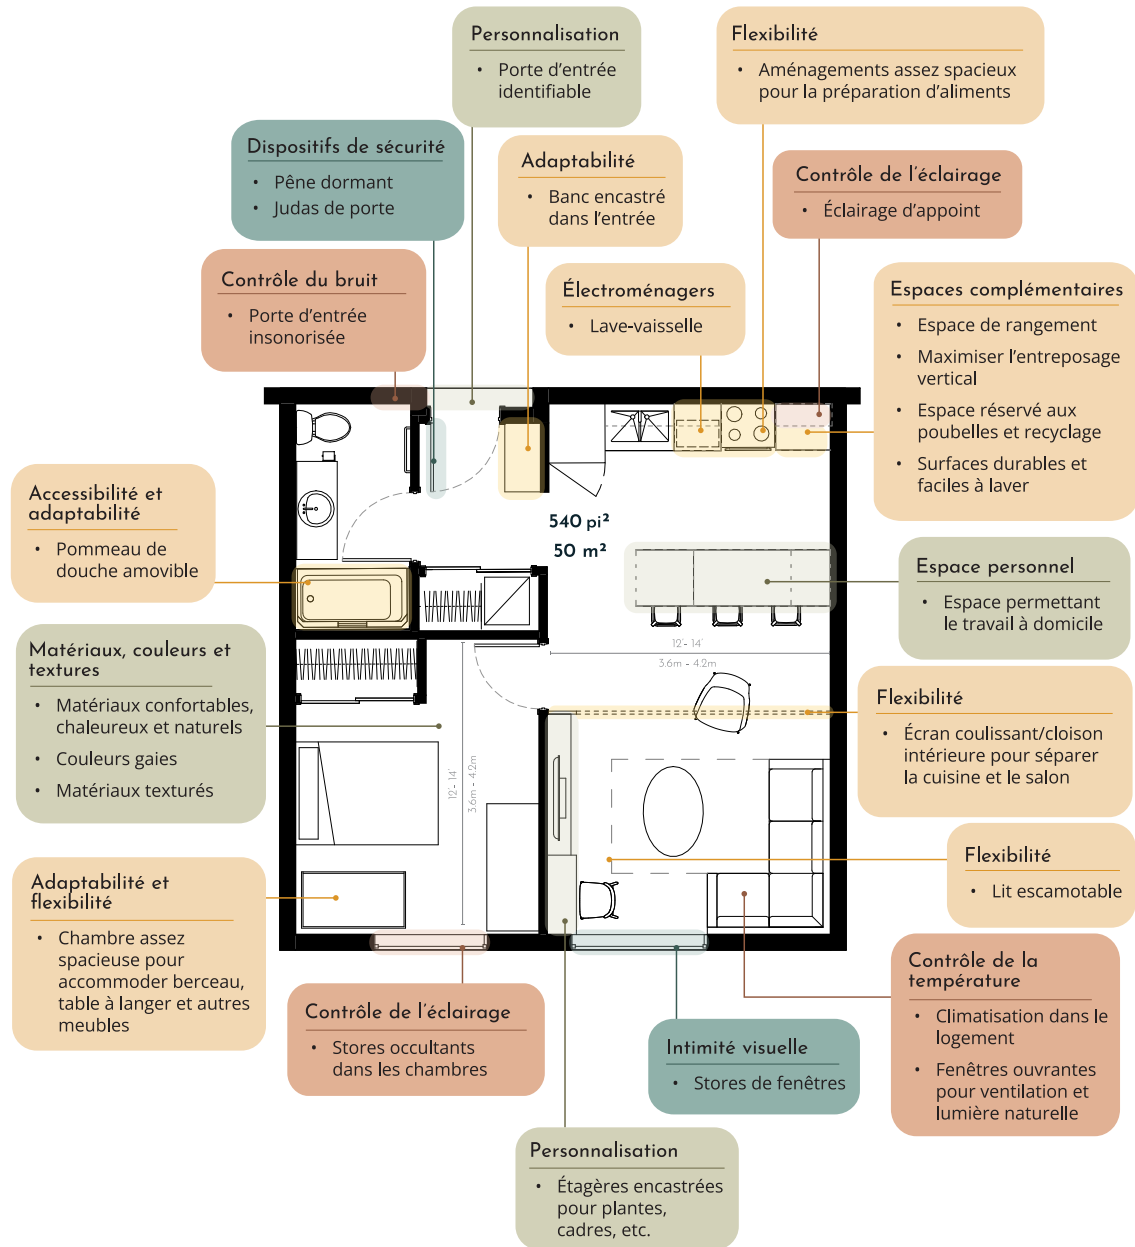 Personnalisation
• Porte d'entrée
identifiable
Flexibilité
• Aménagements assez spacieux
pour la préparation d'aliments
Dispositifs de sécurité
• Pêne dormant
• Judas de porte
Adaptabilité
• Banc encastré
dans l'entrée
Contrôle de l'éclairage
• Éclairage d'appoint
Contrôle du bruit
• Porte d'entrée
insonorisée
Électroménagers
• Lave-vaisselle
Espaces complémentaires
• Espace de rangement
• Maximiser l'entreposage
vertical
• Espace réservé aux
poubelles et recyclage
• Surfaces durables et
faciles à laver
Accessibilité et
adaptabilité
• Pommeau de
douche amovible
540 pi²
50 m²
Espace personnel
• Espace permettant
le travail à domicile
12'- 14'
3.6m – 4.2m
Matériaux, couleurs et
textures
• Matériaux confortables,
chaleureux et naturels
• Couleurs gaies
• Matériaux texturés
12'- 14'
3.6m – 4.2m
Flexibilité
• Écran coulissant/cloison
intérieure pour séparer
la cuisine et le salon
Flexibilité
• Lit escamotable
Adaptabilité et
flexibilité
• Chambre assez
spacieuse pour
accommoder berceau,
table à langer et autres
meubles
Contrôle de l'éclairage
• Stores occultants
dans les chambres
Intimité visuelle
• Stores de fenêtres
Contrôle de la
température
• Climatisation dans le
logement
• Fenêtres ouvrantes
pour ventilation et
lumière naturelle
Personnalisation
• Étagères encastrées
pour plantes,
cadres, etc.